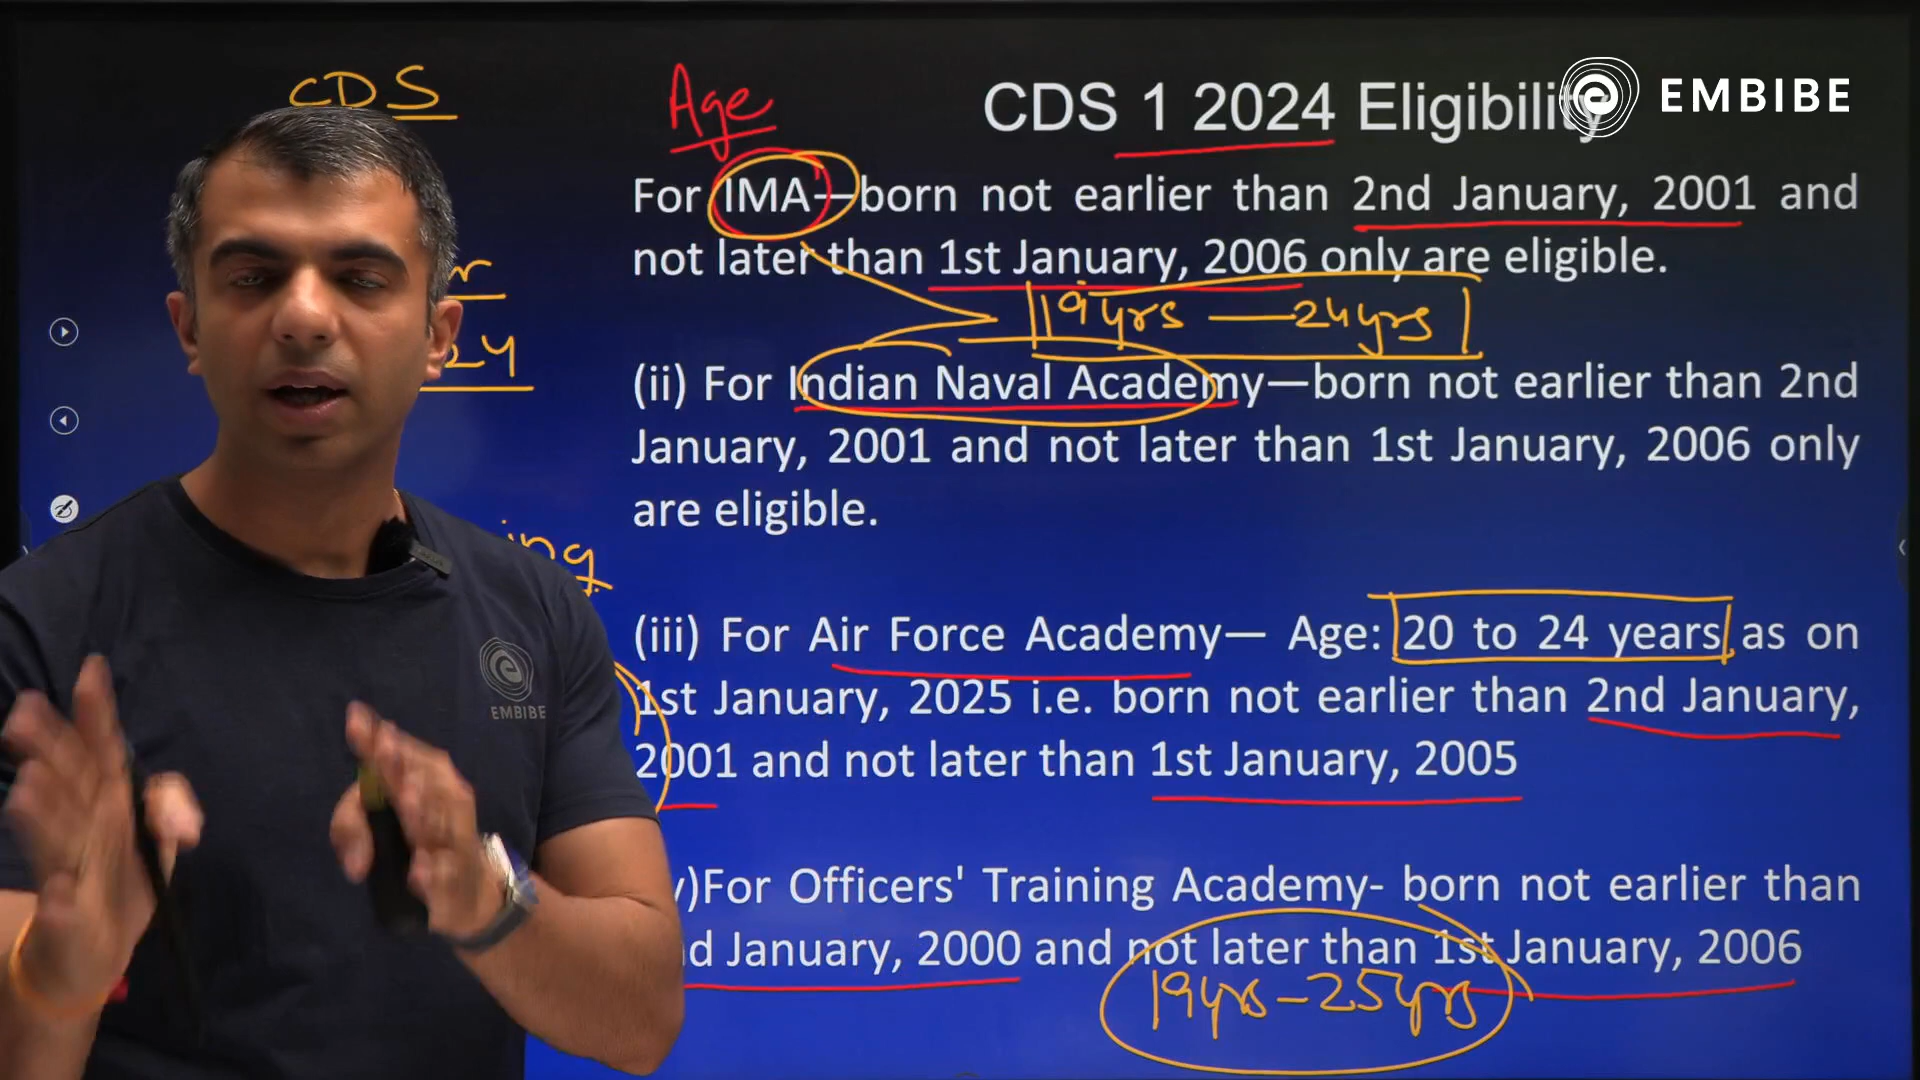 CDS
Age
CDS 1 2024 Eligibility
EMBIBE
For IMA—born not earlier than 2nd January, 2001 and
not later than 1st January, 2006 only are eligible.
19yrs — 24yrs
24
(ii) For Indian Naval Academy—born not earlier than 2nd
January, 2001 and not later than 1st January, 2006 only
are eligible.
(iii) For Air Force Academy— Age: 20 to 24 years as on
1st January, 2025 i.e. born not earlier than 2nd January,
2001 and not later than 1st January, 2005
EMBIBE
v)For Officers' Training Academy- born not earlier than
d January, 2000 and not later than 1st January, 2006
19yrs-25yrs